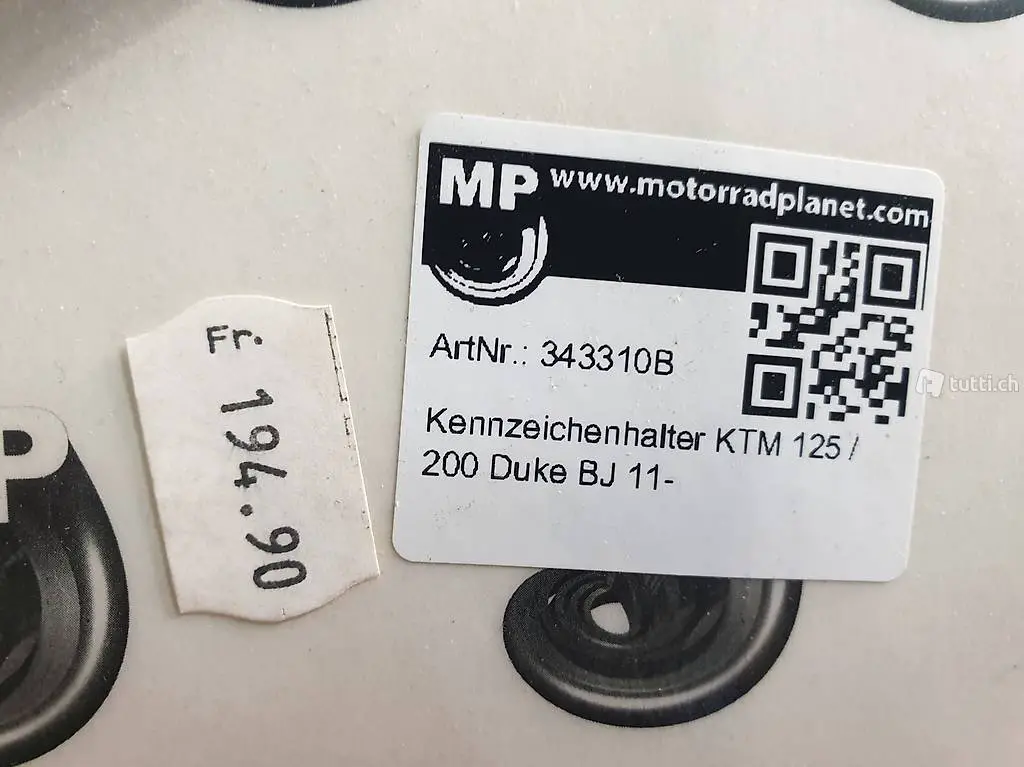 MP www.motorradplanet.com
ArtNr.: 343310B
Kennzeichenhalter KTM 125 /
200 Duke BJ 11-
Fr.
194.90
tutti.ch
P